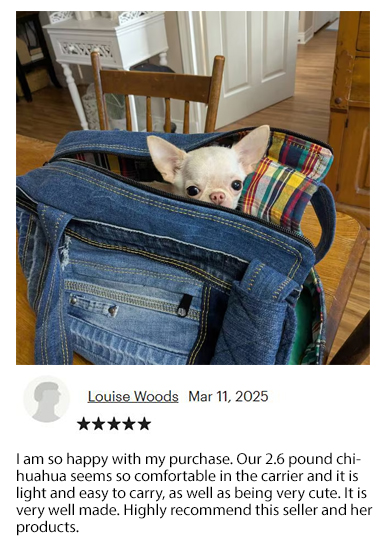 Louise Woods Mar 11, 2025
★★★★★
I am so happy with my purchase. Our 2.6 pound chi-
huahua seems so comfortable in the carrier and it is
light and easy to carry, as well as being very cute. It is
very well made. Highly recommend this seller and her
products.